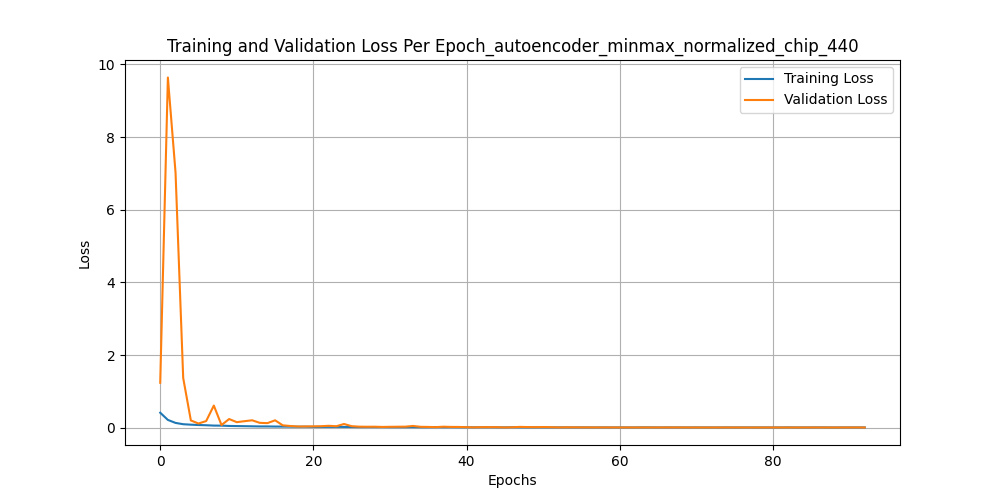 Training and Validation Loss Per Epoch_autoencoder_minmax_normalized_chip_440
Training Loss
Validation Loss
10
8
6
4
2
0
Loss
0
20
40
60
80
Epochs